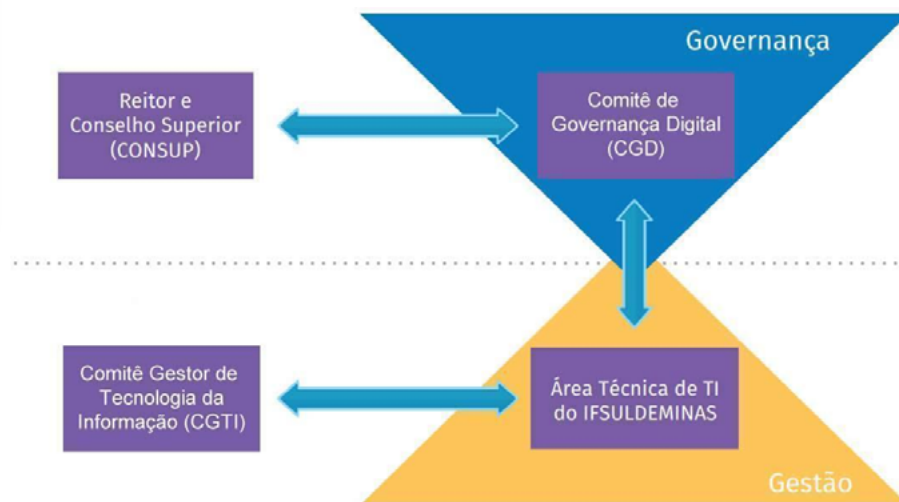 Governança
Reitor e
Conselho Superior
(CONSUP)
Comitê de
Governança Digital
(CGD)
Comitê Gestor de
Tecnologia da
Informação (CGTI)
Área Técnica de TI
do IFSULDEMINAS
Gestão